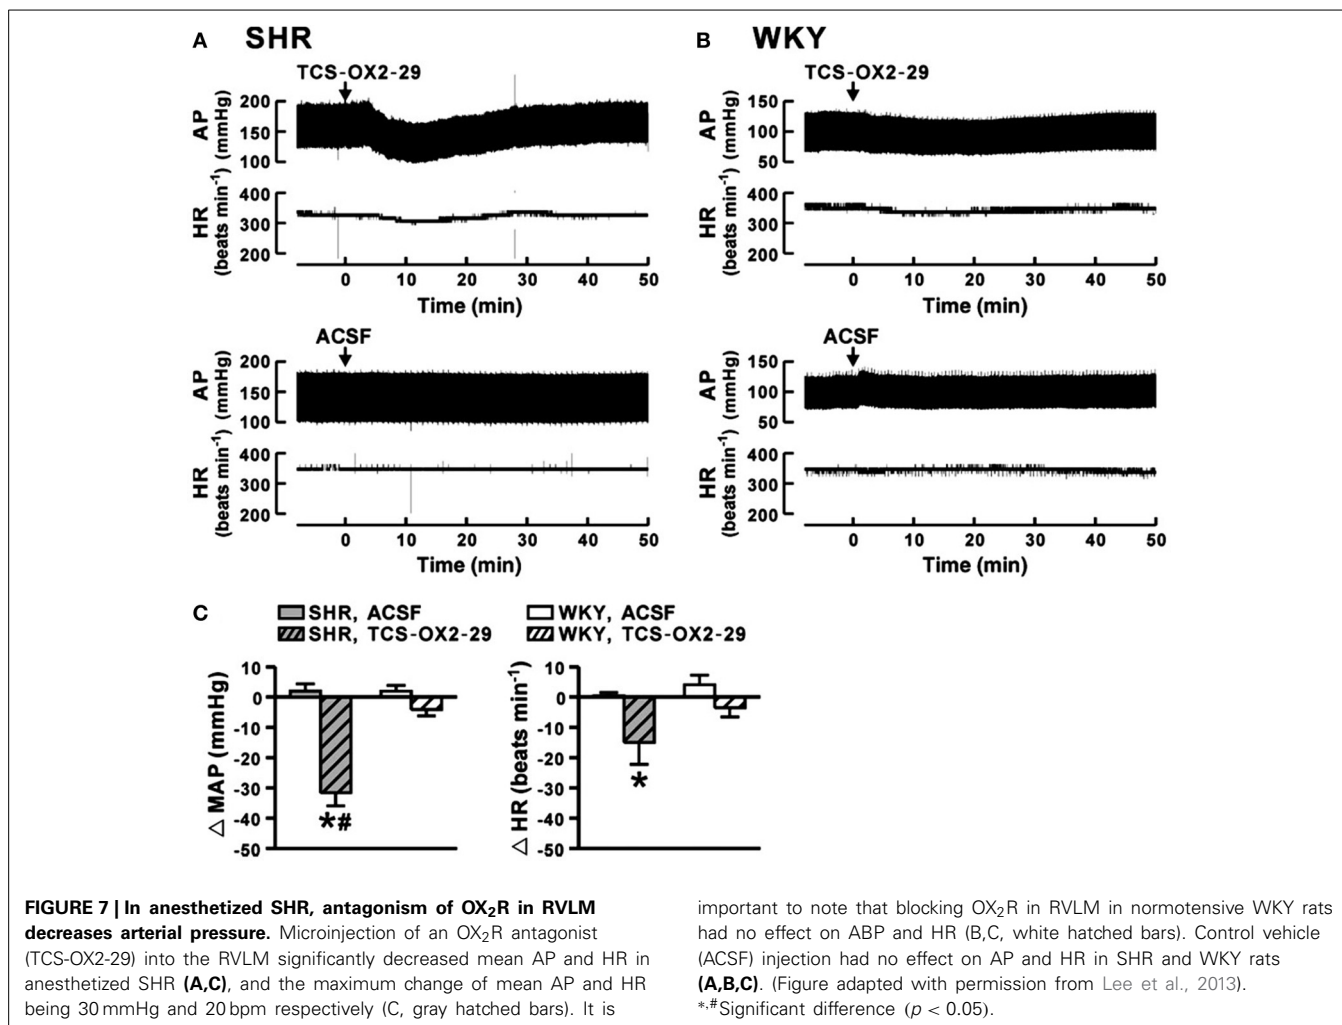 A SHR
TCS-OX2-29
AP (mmHg)
200
150
100
HR (beats min⁻¹)
400
300
200
0 10 20 30 40 50
Time (min)
ACSF
AP (mmHg)
200
150
100
HR (beats min⁻¹)
400
300
200
0 10 20 30 40 50
Time (min)
B WKY
TCS-OX2-29
AP (mmHg)
150
100
50
HR (beats min⁻¹)
400
300
200
0 10 20 30 40 50
Time (min)
ACSF
AP (mmHg)
150
100
50
HR (beats min⁻¹)
400
300
200
0 10 20 30 40 50
Time (min)
C
SHR, ACSF
SHR, TCS-OX2-29
WKY, ACSF
WKY, TCS-OX2-29
△ MAP (mmHg)
10
0
-10
-20
-30
-40
-50
*#
△ HR (beats min⁻¹)
10
0
-10
-20
-30
-40
-50
*
FIGURE 7 | In anesthetized SHR, antagonism of OX₂R in RVLM
decreases arterial pressure. Microinjection of an OX₂R antagonist
(TCS-OX2-29) into the RVLM significantly decreased mean AP and HR in
anesthetized SHR (A,C), and the maximum change of mean AP and HR
being 30 mmHg and 20 bpm respectively (C, gray hatched bars). It is
important to note that blocking OX₂R in RVLM in normotensive WKY rats
had no effect on ABP and HR (B,C, white hatched bars). Control vehicle
(ACSF) injection had no effect on AP and HR in SHR and WKY rats
(A,B,C). (Figure adapted with permission from Lee et al., 2013).
*,#Significant difference (p < 0.05).